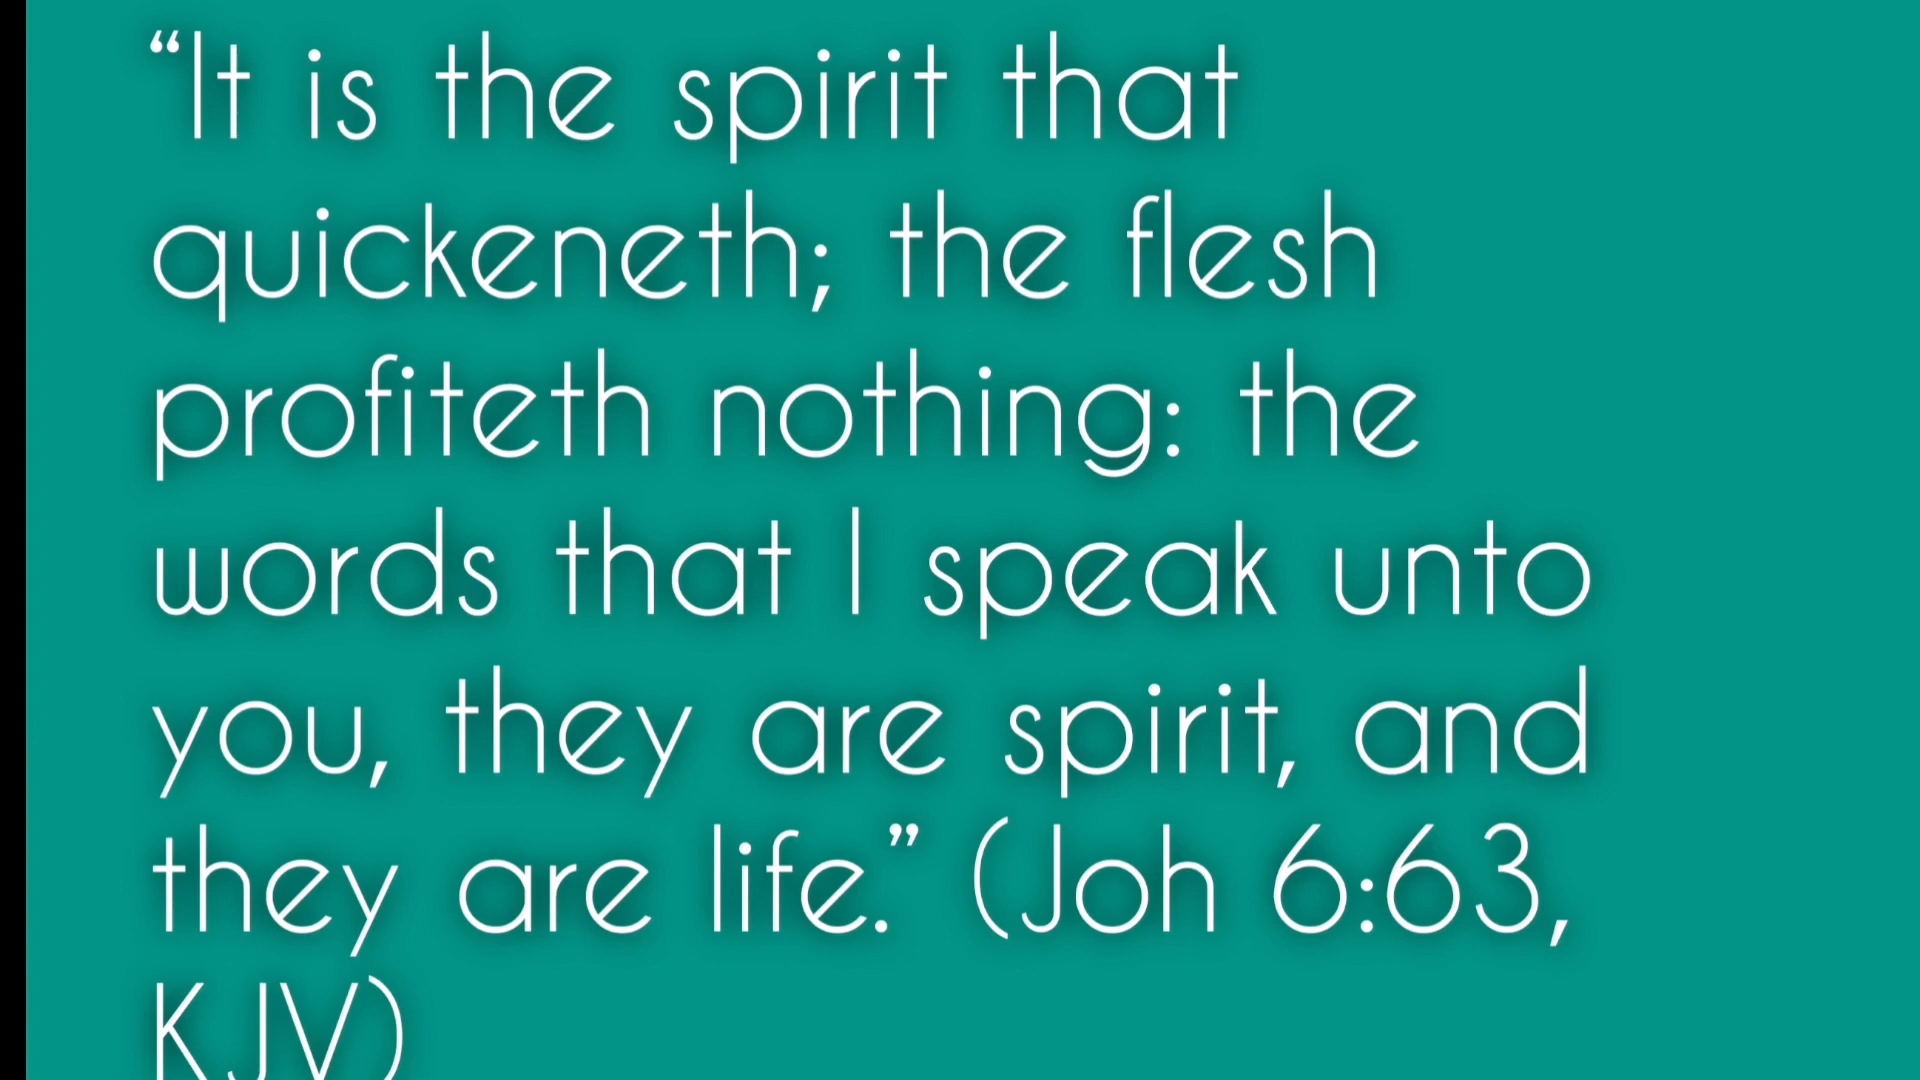 “It is the spirit that
quickeneth; the flesh
profiteth nothing: the
words that I speak unto
you, they are spirit, and
they are life.” (Joh 6:63,
KJV)